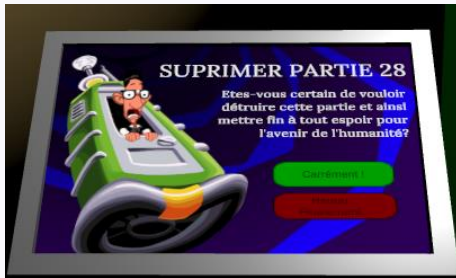 SUPRIMER PARTIE 28
Etes-vous certain de vouloir
détruire cette partie et ainsi
mettre fin à tout espoir pour
l'avenir de l'humanité?
Carrément !